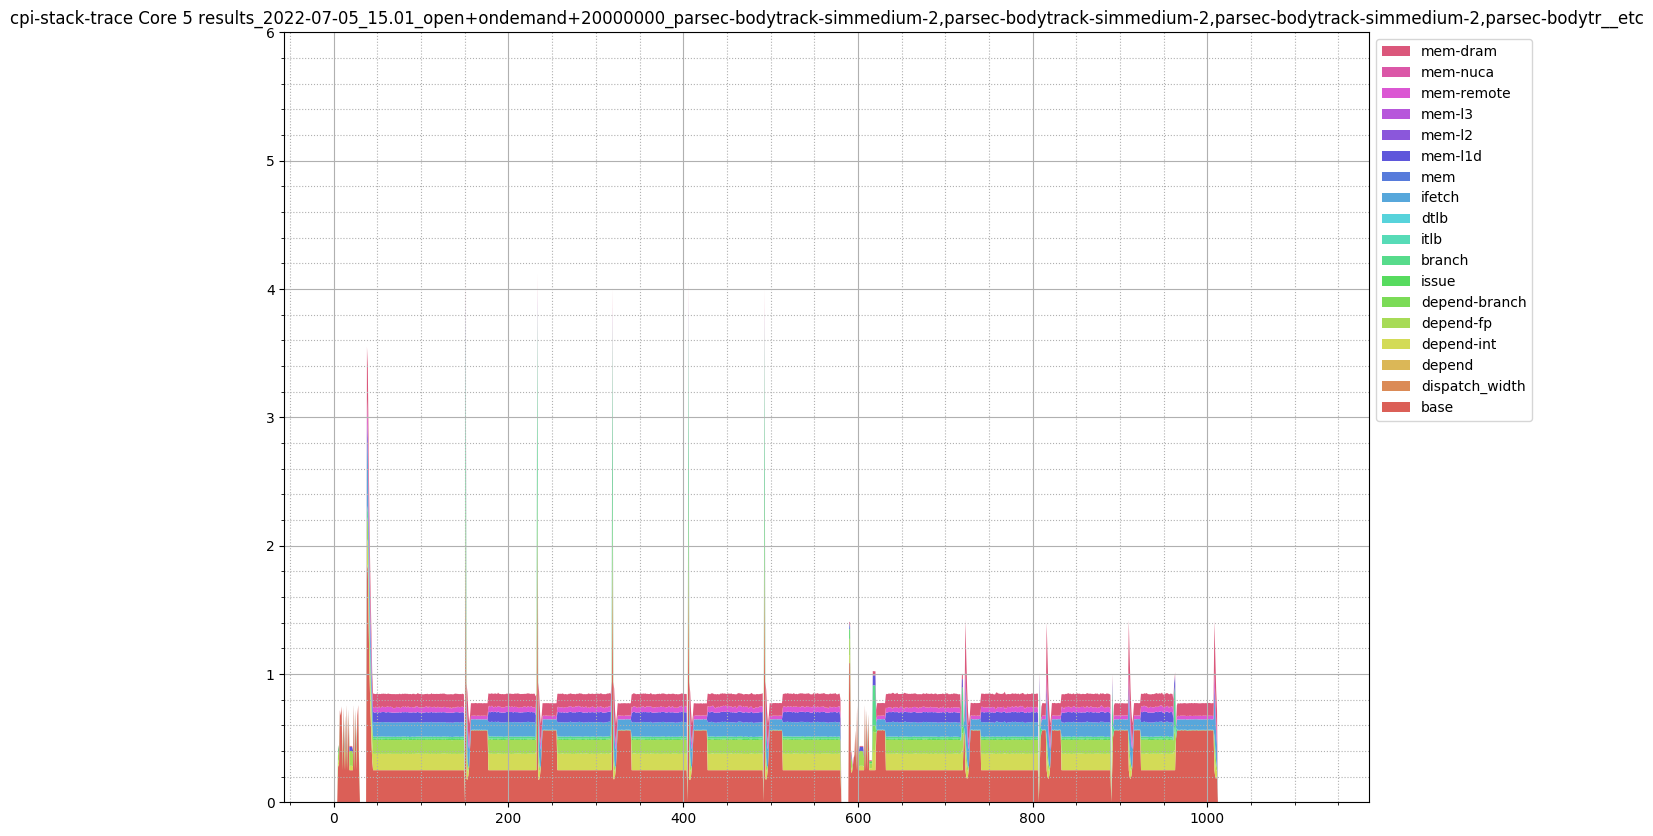 cpi-stack-trace Core 5 results_2022-07-05_15.01_open+ondemand+20000000_parsec-bodytrack-simmedium-2,parsec-bodytrack-simmedium-2,parsec-bodytrack-simmedium-2,parsec-bodytr__etc
6
5
4
3
2
1
0
0 200 400 600 800 1000
mem-dram
mem-nuca
mem-remote
mem-l3
mem-l2
mem-l1d
mem
ifetch
dtlb
itlb
branch
issue
depend-branch
depend-fp
depend-int
depend
dispatch_width
base